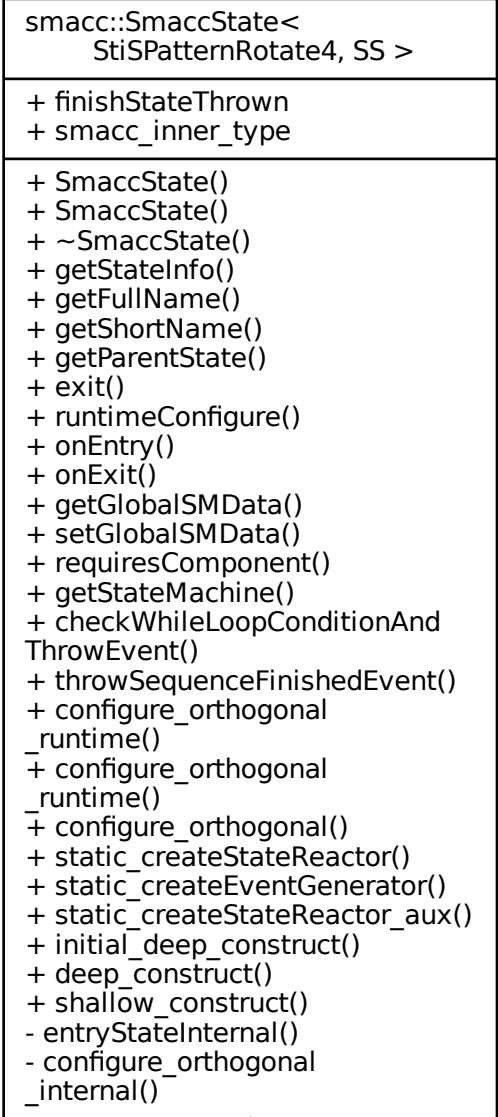 smacc::SmaccState<
StiSPatternRotate4, SS >
+ finishStateThrown
+ smacc_inner_type
+ SmaccState()
+ SmaccState()
+ ~SmaccState()
+ getStateInfo()
+ getFullName()
+ getShortName()
+ getParentState()
+ exit()
+ runtimeConfigure()
+ onEntry()
+ onExit()
+ getGlobalSMData()
+ setGlobalSMData()
+ requiresComponent()
+ getStateMachine()
+ checkWhileLoopConditionAnd
ThrowEvent()
+ throwSequenceFinishedEvent()
+ configure_orthogonal
_runtime()
+ configure_orthogonal
_runtime()
+ configure_orthogonal()
+ static_createStateReactor()
+ static_createEventGenerator()
+ static_createStateReactor_aux()
+ initial_deep_construct()
+ deep_construct()
+ shallow_construct()
- entryStateInternal()
- configure_orthogonal
_internal()